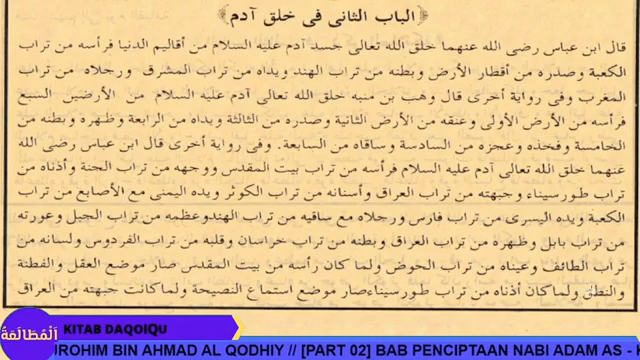 ﴿الباب الثانى فى خلق آدم﴾
قال ابن عباس رضى الله عنهما خلق الله تعالى جسد آدم عليه السلام من أقاليم الدنيا فرأسه من تراب
الكعبة وصدره من أقطار الأرض وبطنه من تراب الهند ويداه من تراب المشرق ورجلاه من تراب
المغرب وفى رواية أخرى قال وهب بن منبه خلق الله تعالى آدم عليه السلام من الأرضين السبع
فرأسه من الأرض الأولى وعنقه من الأرض الثانية وصدره من الثالثة ويداه من الرابعة وظهره وبطنه من
الخامسة وفخذه وعجزه من السادسة وساقاه من السابعة. وفى رواية أخرى قال ابن عباس رضى الله
عنهما خلق الله تعالى آدم عليه السلام فرأسه من تراب بيت المقدس ووجهه من تراب الجنة وأذناه من
تراب طورسيناء وجبهته من تراب العراق وأسنانه من تراب الكوثر ويده اليمنى مع الأصابع من تراب
الكعبة ويده اليسرى من تراب فارس ورجلاه مع ساقيه من تراب الهند وعظمه من تراب الجبل وعورته
من تراب بابل وظهره من تراب العراق وبطنه من تراب خراسان وقلبه من تراب الفردوس ولسانه من
تراب الطائف وعيناه من تراب الحوض ولما كان رأسه من بيت المقدس صار موضع العقل والفطنة
والنطق ولما كان أذناه من تراب طورسيناء صار موضع استماع النصيحة ولما كانت جبهته من العراق
اَلْمُطَالَعَةُ
KITAB DAQOIQU
UROHIM BIN AHMAD AL QODHIY // [PART 02] BAB PENCIPTAAN NABI ADAM AS -